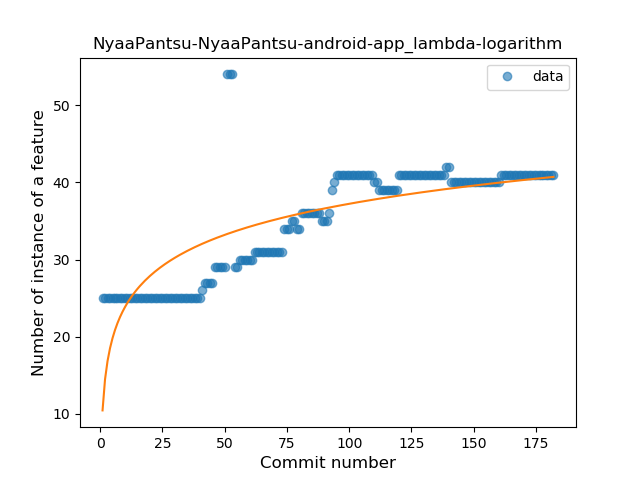 NyaaPantsu-NyaaPantsu-android-app_lambda-logarithm
data
Number of instance of a feature
50
40
30
20
10
0 25 50 75 100 125 150 175
Commit number